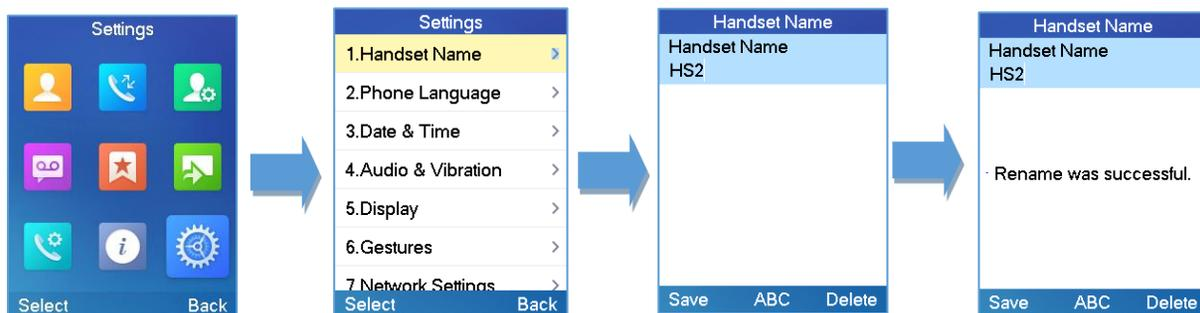 Settings
Select Back
Settings
1.Handset Name
2.Phone Language
3.Date & Time
4.Audio & Vibration
5.Display
6.Gestures
7.Network Settings
Select Back
Handset Name
Handset Name
HS2
Save ABC Delete
Handset Name
Handset Name
HS2
Rename was successful.
Save ABC Delete